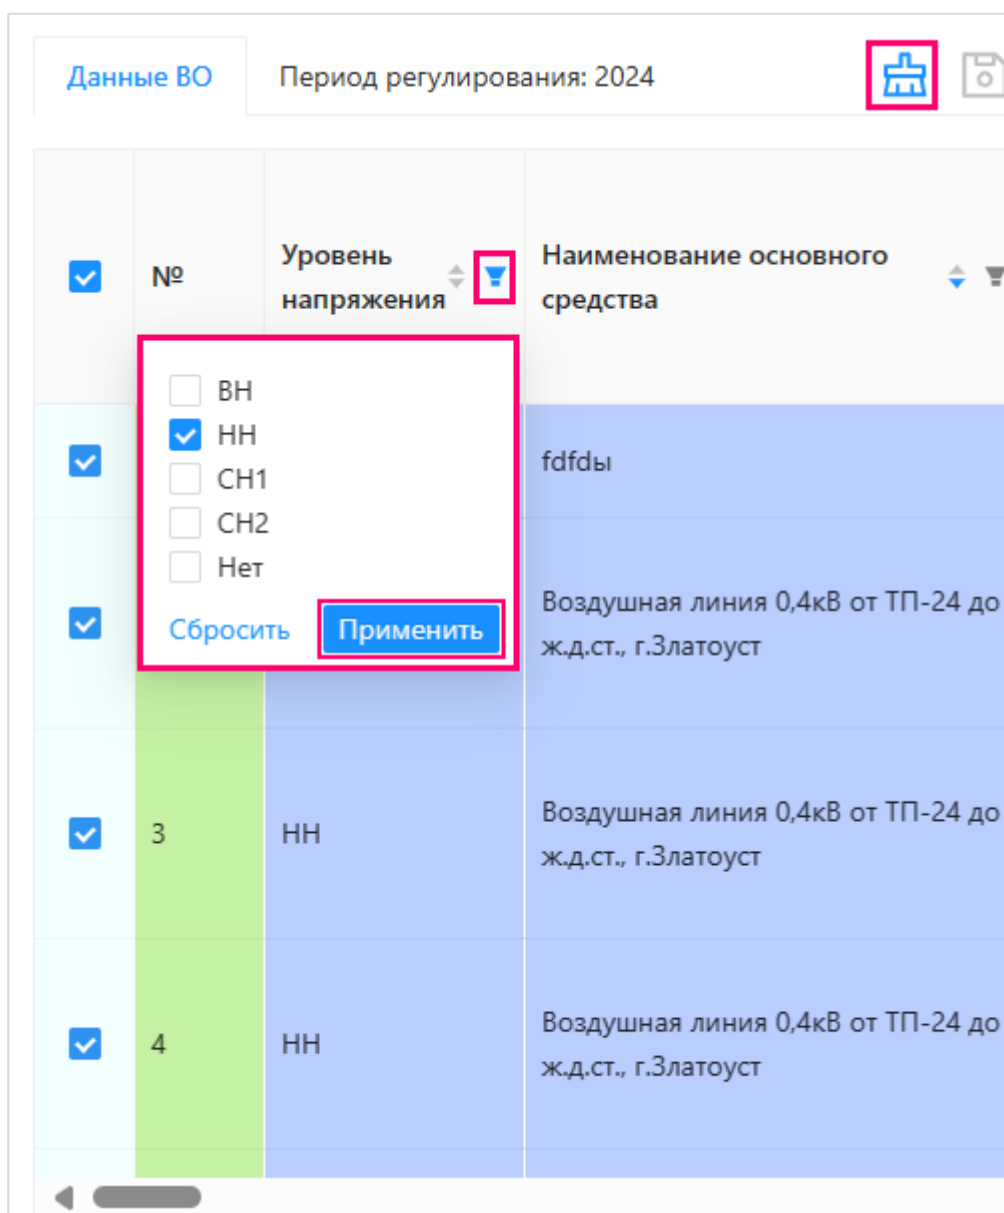 Данные ВО
Период регулирования: 2024
№
Уровень
напряжения
Наименование основного
средства
ВН
НН
СН1
СН2
Нет
Сбросить
Применить
fdfdы
Воздушная линия 0,4кВ от ТП-24 до
ж.д.ст., г.Златоуст
3
НН
Воздушная линия 0,4кВ от ТП-24 до
ж.д.ст., г.Златоуст
4
НН
Воздушная линия 0,4кВ от ТП-24 до
ж.д.ст., г.Златоуст